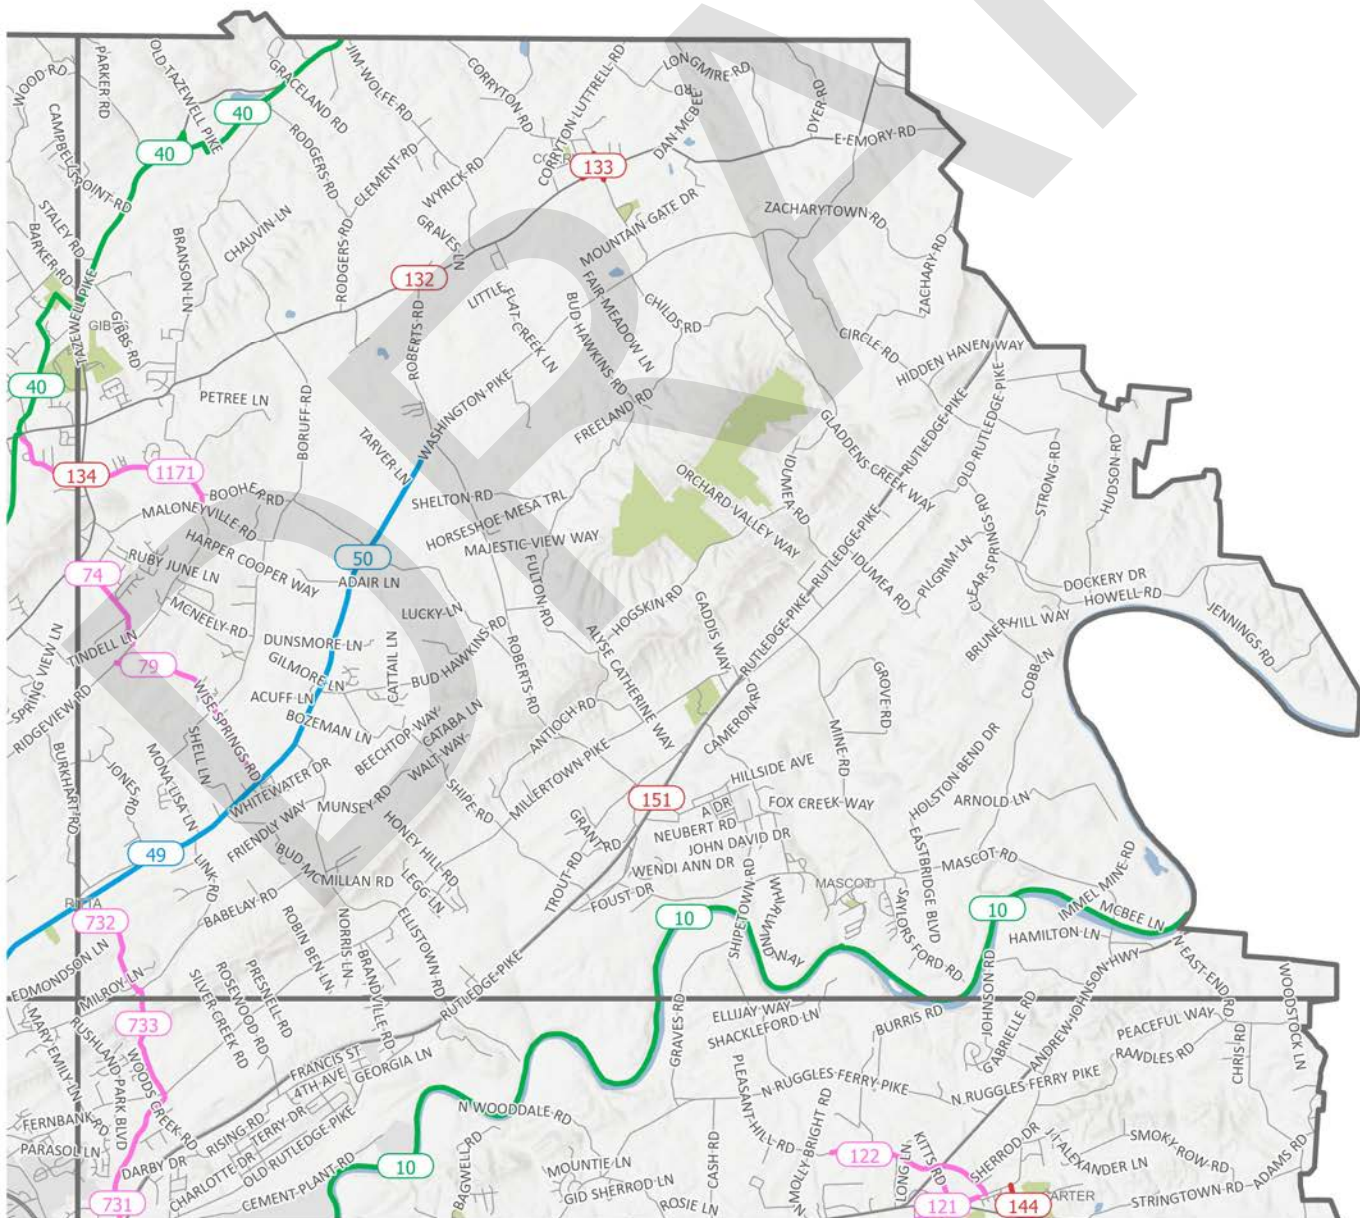 WOOD RD
PARKER RD
OLD TAZEWELL PIKE
GRACELAND RD
JIM WOLFE RD
CORRYTON RD
CORRYTON LUTTRELL RD
LONGMIRE RD
DAN MCBEE RD
DYER RD
E EMORY RD
40
40
CAMPBELL POINT RD
RODGERS RD
CLEMENT RD
WYRICK RD
133
STALEY RD
BARKER RD
BRANSON LN
CHAUVIN LN
RODGERS RD
GRAVES LN
MOUNTAIN GATE DR
ZACHARYTOWN RD
ZACHARY RD
132
TAZEWELL PIKE
GIBBS RD
ROBERTS RD
LITTLE FLAT CREEK LN
BUD HAWKINS RD
FAIR MEADOW LN
CHILDS RD
CIRCLE RD
HIDDEN HAVEN WAY
40
PETREE LN
BORUFF RD
WASHINGTON PIKE
FREELAND RD
RUTLEDGE PIKE
OLD RUTLEDGE PIKE
GLADDENS CREEK WAY
TARVER LN
134
1171
BOOHER RD
MALONEYVILLE RD
SHELTON RD
HORSESHOE MESA TRL
MAJESTIC VIEW WAY
ORCHARD VALLEY WAY
IDUMEA RD
STRONG RD
HUDSON RD
HARPER COOPER WAY
50
RUBY JUNE LN
ADAIR LN
RUTLEDGE PIKE
IDUMEA RD
PILGRIM LN
CLEAR SPRINGS RD
DOCKERY DR
HOWELL RD
JENNINGS RD
74
MCNEELY RD
LUCKY LN
FULTON RD
HOGSKIN RD
GADDIS WAY
BRUNER HILL WAY
SPRING VIEW LN
TINDELL LN
79
DUNSMORE LN
GILMORE LN
CATTAIL LN
BUD HAWKINS RD
ROBERTS RD
ALYSE CATHERINE WAY
RUTLEDGE PIKE
COBB LN
RIDGEVIEW RD
WISE SPRINGS RD
ACUFF LN
BOZEMAN LN
BEECHTOP WAY
CATABA LN
WALT WAY
ANTIOCH RD
CAMERON RD
GROVE RD
MINE RD
HOLSTON BEND DR
BURKHART RD
JONES RD
MONA LISA LN
SHELL LN
WHITEWATER DR
MUNSEY RD
SHIPE RD
MILLERTOWN PIKE
151
HILLSIDE AVE
A DR
FOX CREEK WAY
ARNOLD LN
FRIENDLY WAY
HONEY HILL RD
GRANT RD
NEUBERT RD
JOHN DAVID DR
WENDI ANN DR
49
LINK RD
BUD MCMILLAN RD
LEGG LN
TROUT RD
FOUST DR
SHIPETOWN RD
WHIRLWIND WAY
MASCOT
EASTBRIDGE BLVD
MASCOT RD
IMMEL MINE RD
MCBEE LN
732
BABELAY RD
ROBIN BEN LN
NORRIS LN
ELLISTOWN RD
10
SAYLORS FORD RD
10
HAMILTON LN
EDMONDSON LN
MILROY LN
SILVER CREEK RD
ROSEWOOD RD
PRESNELL RD
BRANDVILLE RD
RUTLEDGE PIKE
N EAST END RD
WOODSTOCK LN
MARY EMILY LN
RUSHLAND PARK BLVD
733
WOODS CREEK RD
FRANCIS ST
4TH AVE
GEORGIA LN
GRAVES RD
ELLIJAY WAY
SHACKLEFORD LN
BURRIS RD
JOHNSON RD
GABRIELLE RD
ANDREW JOHNSON HWY
PEACEFUL WAY
RANDLES RD
CHRIS RD
FERNBANK RD
PARASOL LN
DARBY DR
RISING RD
TERRY DR
CHARLOTTE DR
OLD RUTLEDGE PIKE
CEMENT PLANT RD
N WOODDALE RD
10
BAGWELL RD
MOUNTIE LN
GID SHERROD LN
ROSIE LN
CASH RD
PLEASANT HILL RD
N RUGGLES FERRY PIKE
MOLLY BRIGHT RD
N RUGGLES FERRY PIKE
122
LONG LN
KITTS RD
SHERROD DR
J T ALEXANDER LN
SMOKY ROW RD
STRINGTOWN RD
ADAMS RD
731
121
144
DRA